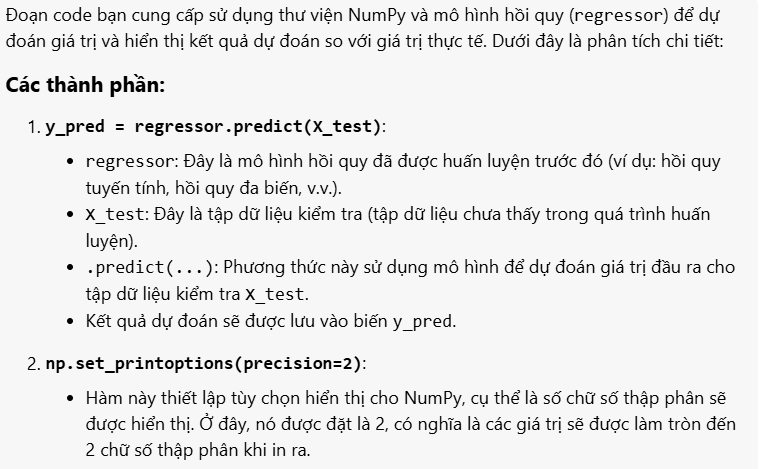 Đoạn code bạn cung cấp sử dụng thư viện NumPy và mô hình hồi quy (regressor) để dự
đoán giá trị và hiển thị kết quả dự đoán so với giá trị thực tế. Dưới đây là phân tích chi tiết:
Các thành phần:
1. y_pred = regressor.predict(X_test):
• regressor: Đây là mô hình hồi quy đã được huấn luyện trước đó (ví dụ: hồi quy
tuyến tính, hồi quy đa biến, v.v.).
• X_test: Đây là tập dữ liệu kiểm tra (tập dữ liệu chưa thấy trong quá trình huấn
luyện).
• .predict(...): Phương thức này sử dụng mô hình để dự đoán giá trị đầu ra cho
tập dữ liệu kiểm tra X_test.
• Kết quả dự đoán sẽ được lưu vào biến y_pred.
2. np.set_printoptions(precision=2):
• Hàm này thiết lập tùy chọn hiển thị cho NumPy, cụ thể là số chữ số thập phân sẽ
được hiển thị. Ở đây, nó được đặt là 2, có nghĩa là các giá trị sẽ được làm tròn đến
2 chữ số thập phân khi in ra.